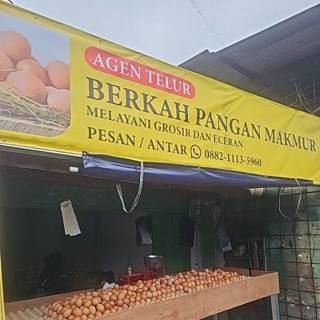 AGEN TELUR
BERKAH PANGAN MAKMUR
MELAYANI GROSIR DAN ECERAN
PESAN / ANTAR 0882-1113-5960